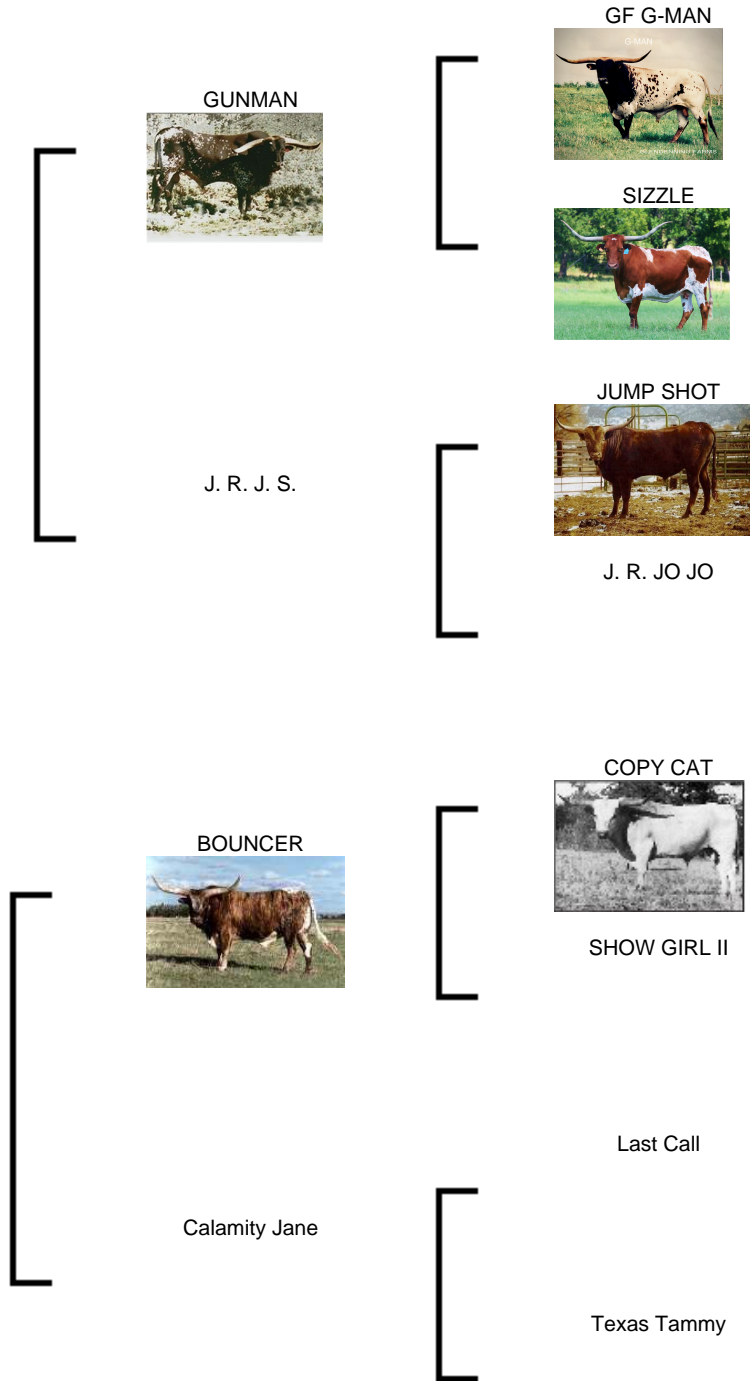 GF G-MAN
G-MAN
GUNMAN
SIZZLE
JUMP SHOT
J. R. J. S.
J. R. JO JO
COPY CAT
BOUNCER
SHOW GIRL II
Last Call
Calamity Jane
Texas Tammy